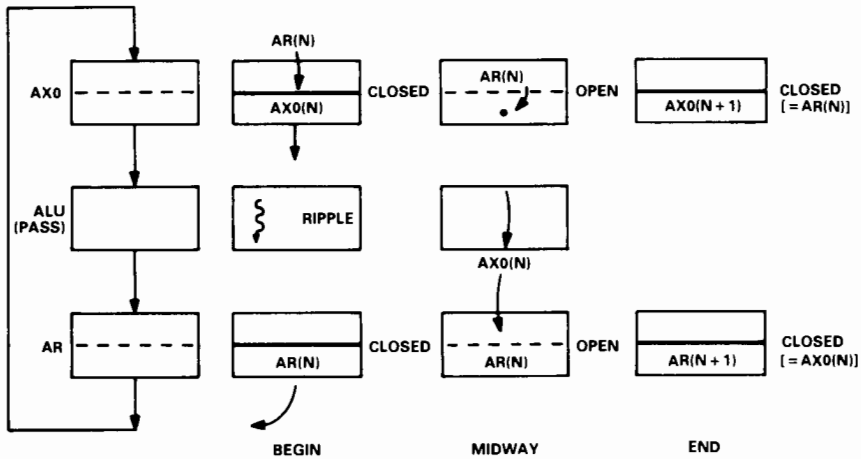 AR(N)
AX0
AX0(N)
CLOSED
AR(N)
OPEN
AX0(N + 1)
CLOSED
[ = AR(N)]
ALU
(PASS)
RIPPLE
AX0(N)
AR
AR(N)
CLOSED
AR(N)
OPEN
AR(N + 1)
CLOSED
[ = AX0(N)]
BEGIN
MIDWAY
END